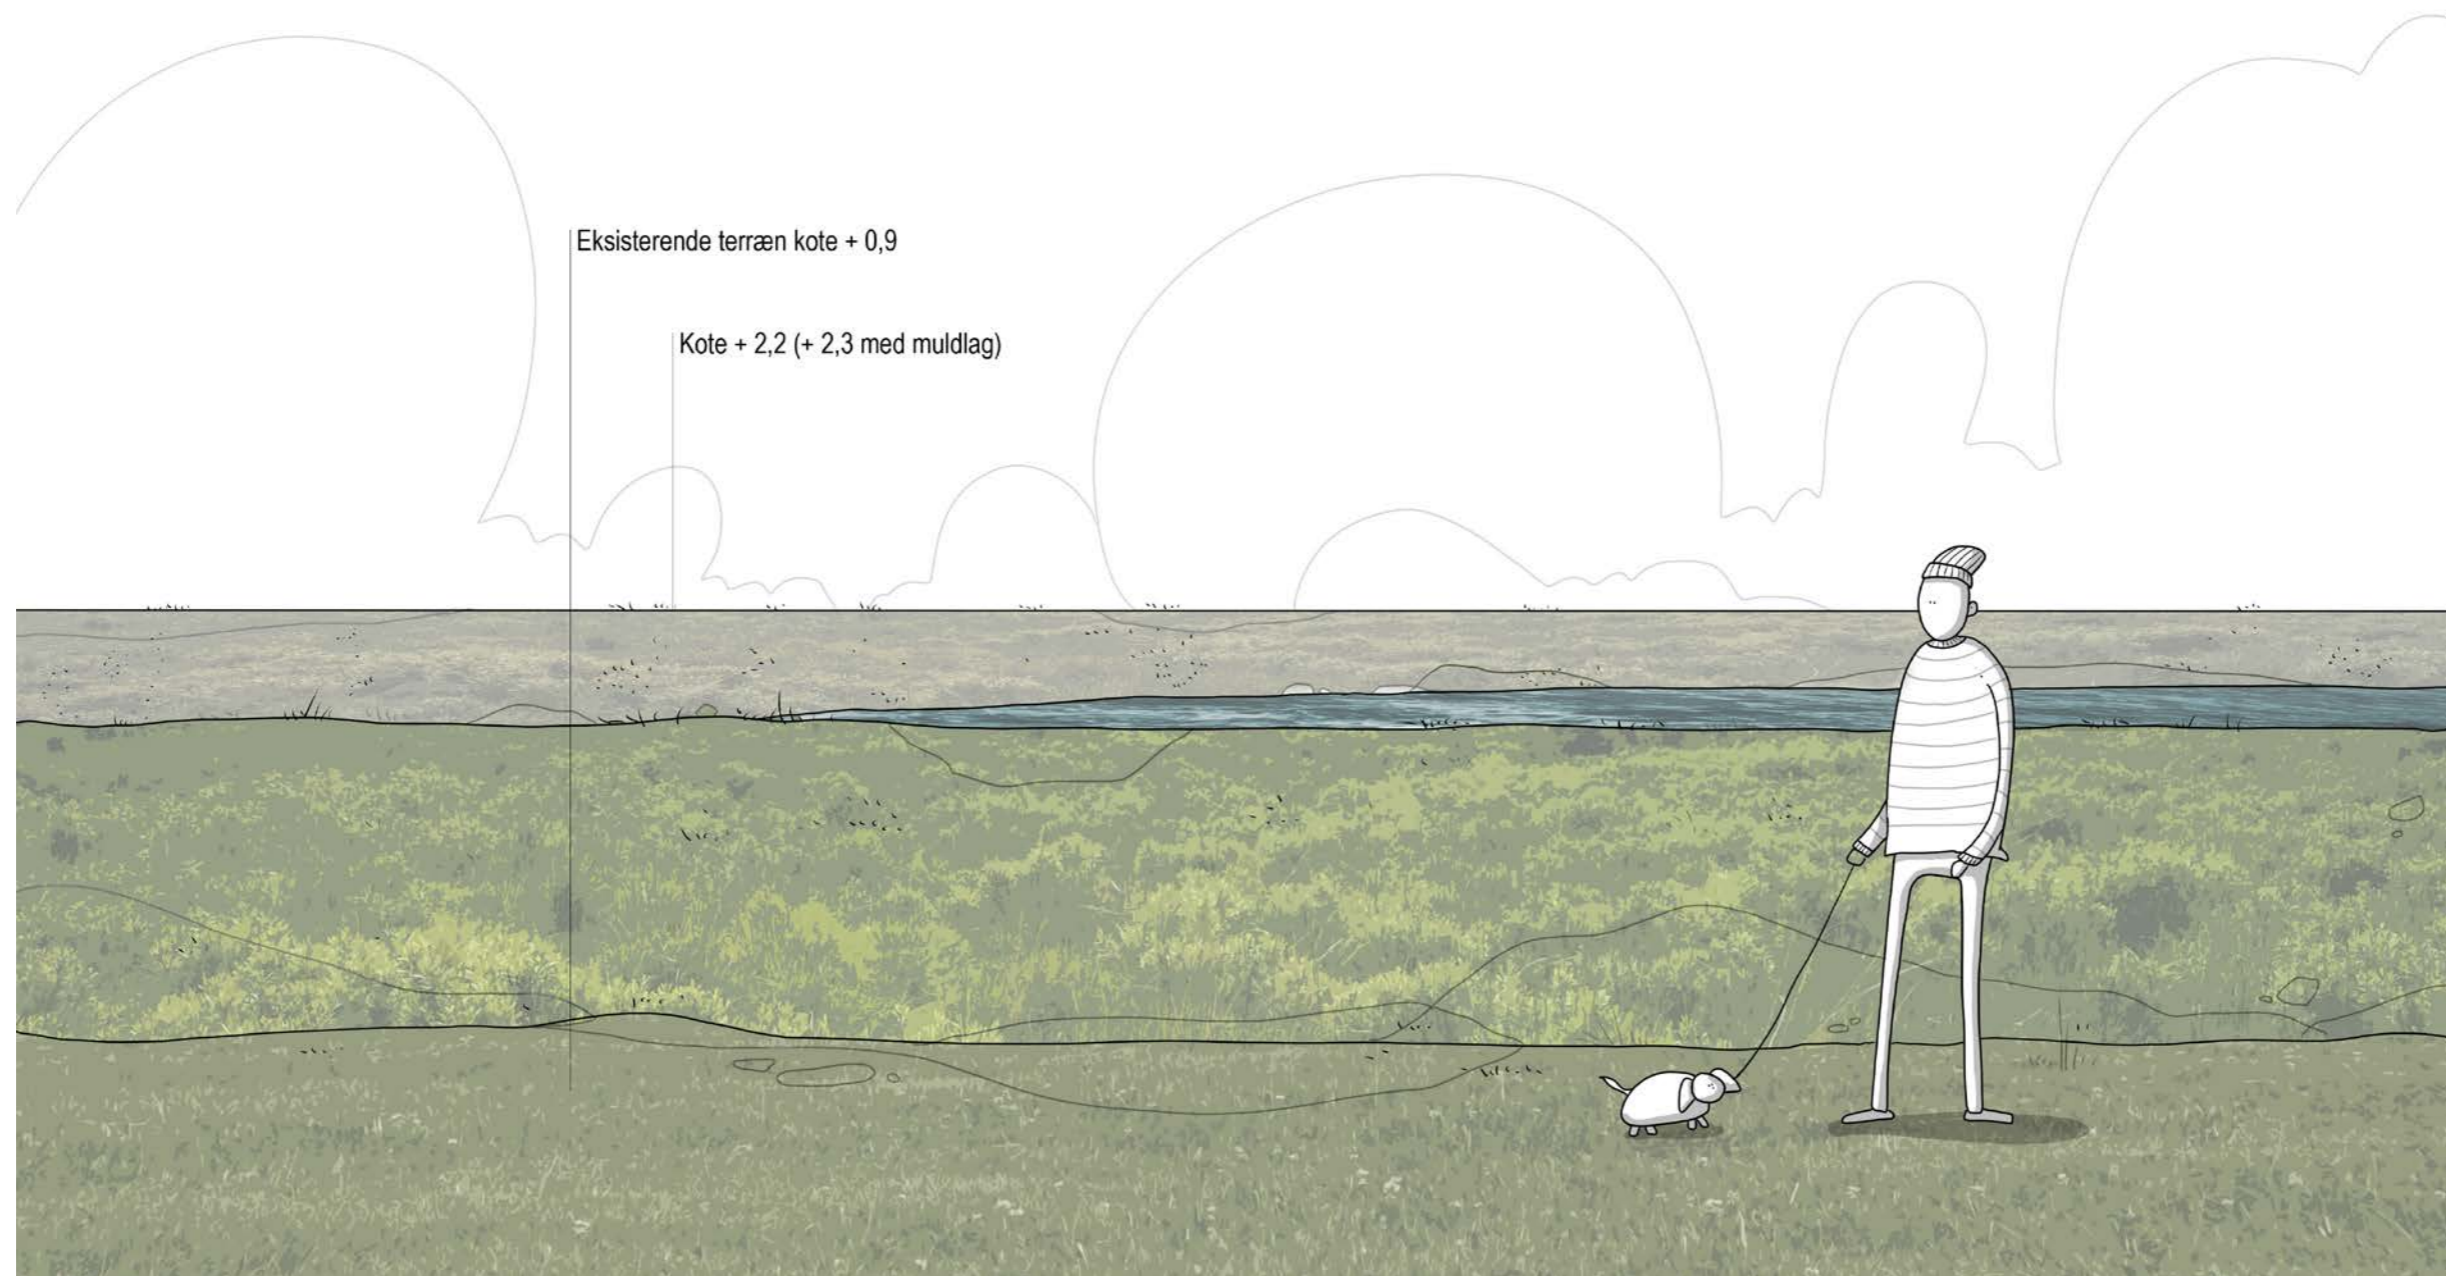 Eksisterende terræn kote + 0,9
Kote + 2,2 (+ 2,3 med muldlag)